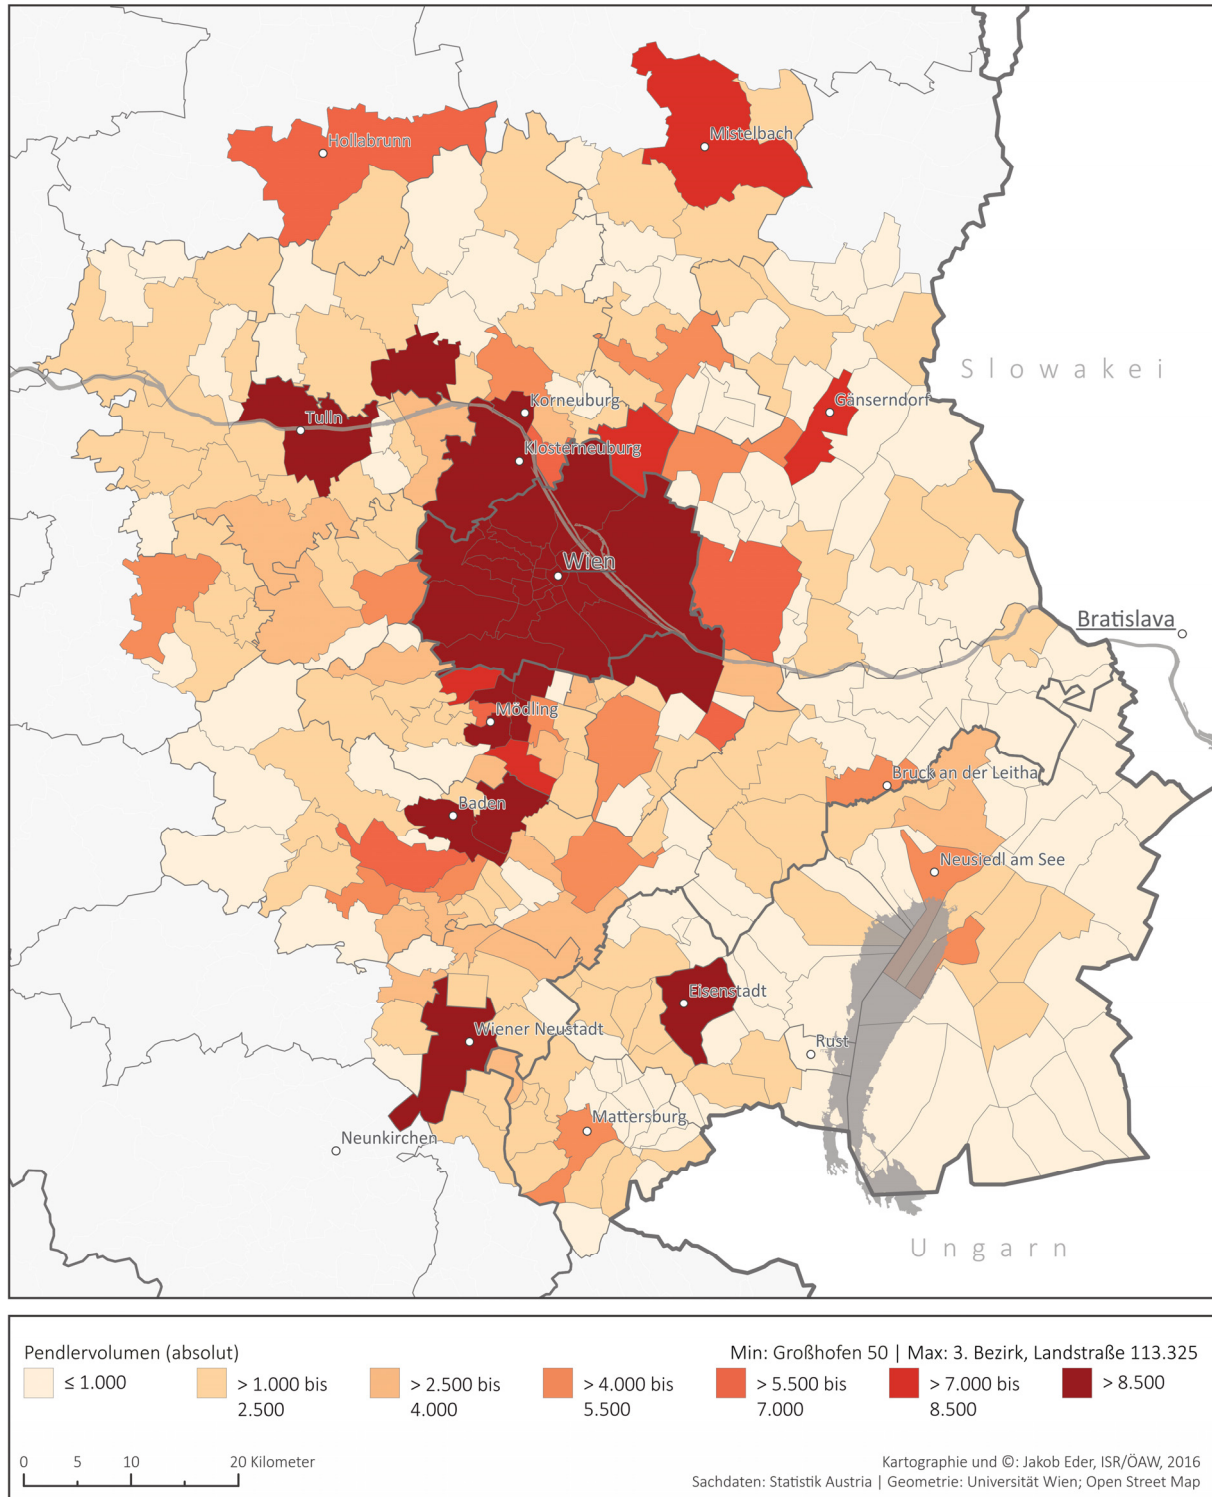 Mistelbach
Hollabrunn
Slowakei
Gänserndorf
Korneuburg
Tulln
Klosterneuburg
Wien
Bratislava
Mödling
Bruck an der Leitha
Baden
Neusiedl am See
Eisenstadt
Wiener Neustadt
Rust
Mattersburg
Neunkirchen
Ungarn
Pendlervolumen (absolut)
Min: Großhofen 50 | Max: 3. Bezirk, Landstraße 113.325
≤ 1.000
> 1.000 bis
2.500
> 2.500 bis
4.000
> 4.000 bis
5.500
> 5.500 bis
7.000
> 7.000 bis
8.500
> 8.500
0 5 10 20 Kilometer
Kartographie und ©: Jakob Eder, ISR/ÖAW, 2016
Sachdaten: Statistik Austria | Geometrie: Universität Wien; Open Street Map